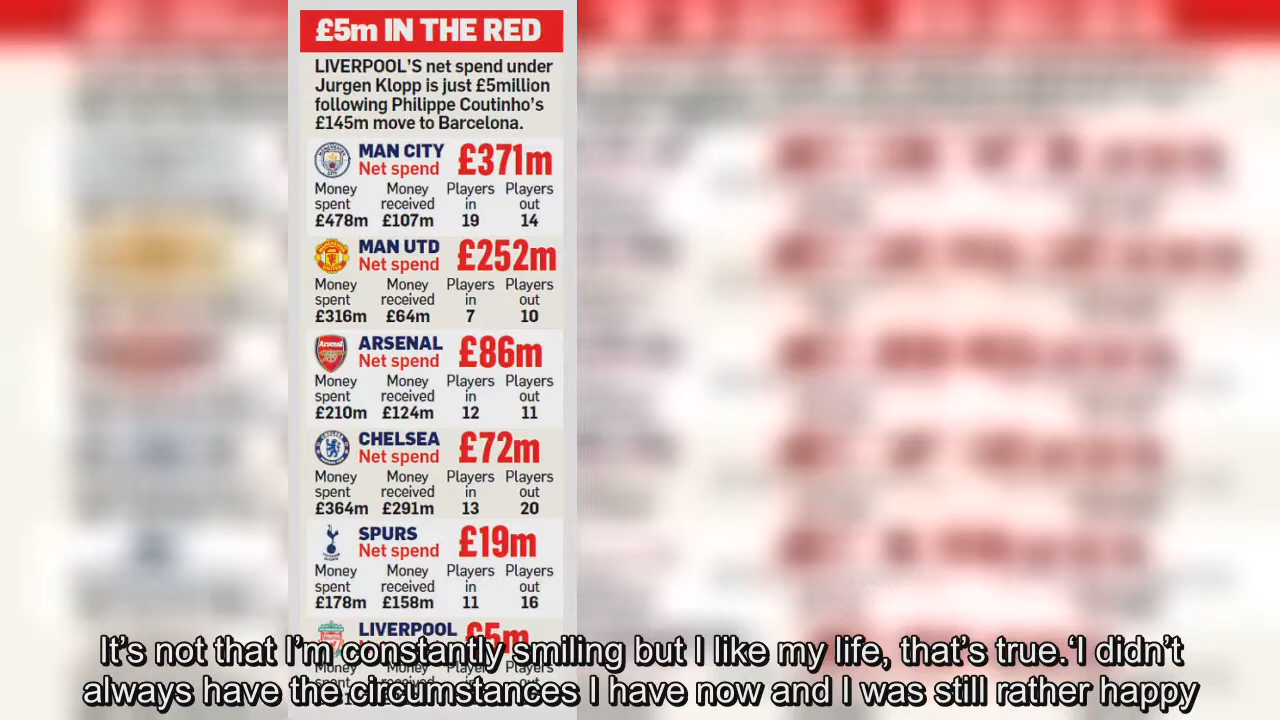 £5m IN THE RED
LIVERPOOL'S net spend under
Jurgen Klopp is just £5million
following Philippe Coutinho's
£145m move to Barcelona.
MAN CITY £371m
Net spend
Money Money Players Players
spent received in out
£478m £107m 19 14
MAN UTD £252m
Net spend
Money Money Players Players
spent received in out
£316m £64m 7 10
Arsenal
ARSENAL £86m
Net spend
Money Money Players Players
spent received in out
£210m £124m 12 11
CHELSEA £72m
Net spend
Money Money Players Players
spent received in out
£364m £291m 13 20
SPURS £19m
Net spend
Money Money Players Players
spent received in out
£178m £158m 11 16
LIVERPOOL £5m
It's not that I'm constantly smiling but I like my life, that's true.‘I didn't
Money Money Players Players
always have the circumstances I have now and I was still rather happy